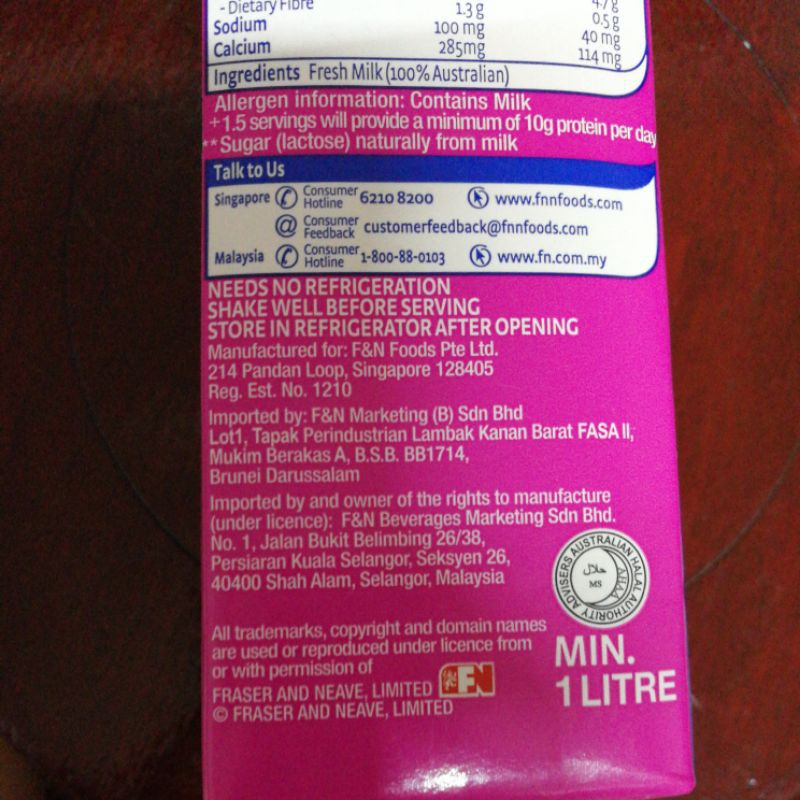 - Dietary Fibre 1.3 g 0.5 g
Sodium 100 mg 40 mg
Calcium 285mg 114 mg
Ingredients Fresh Milk (100% Australian)
Allergen information: Contains Milk
+1.5 servings will provide a minimum of 10g protein per day
**Sugar (lactose) naturally from milk
Talk to Us
Singapore Consumer Hotline 6210 8200 www.fnnfoods.com
@ Consumer Feedback customerfeedback@fnnfoods.com
Malaysia Consumer Hotline 1-800-88-0103 www.fn.com.my
NEEDS NO REFRIGERATION
SHAKE WELL BEFORE SERVING
STORE IN REFRIGERATOR AFTER OPENING
Manufactured for: F&N Foods Pte Ltd.
214 Pandan Loop, Singapore 128405
Reg. Est. No. 1210
Imported by: F&N Marketing (B) Sdn Bhd
Lot1, Tapak Perindustrian Lambak Kanan Barat FASA II,
Mukim Berakas A, B.S.B. BB1714,
Brunei Darussalam
Imported by and owner of the rights to manufacture
(under licence): F&N Beverages Marketing Sdn Bhd.
No. 1, Jalan Bukit Belimbing 26/38,
Persiaran Kuala Selangor, Seksyen 26,
40400 Shah Alam, Selangor, Malaysia
AUSTRALIAN HALAL AUTHORITY ADVISERS
حلال
MS
AHAA
All trademarks, copyright and domain names
are used or reproduced under licence from
or with permission of
FRASER AND NEAVE, LIMITED F&N
© FRASER AND NEAVE, LIMITED
MIN.
1 LITRE